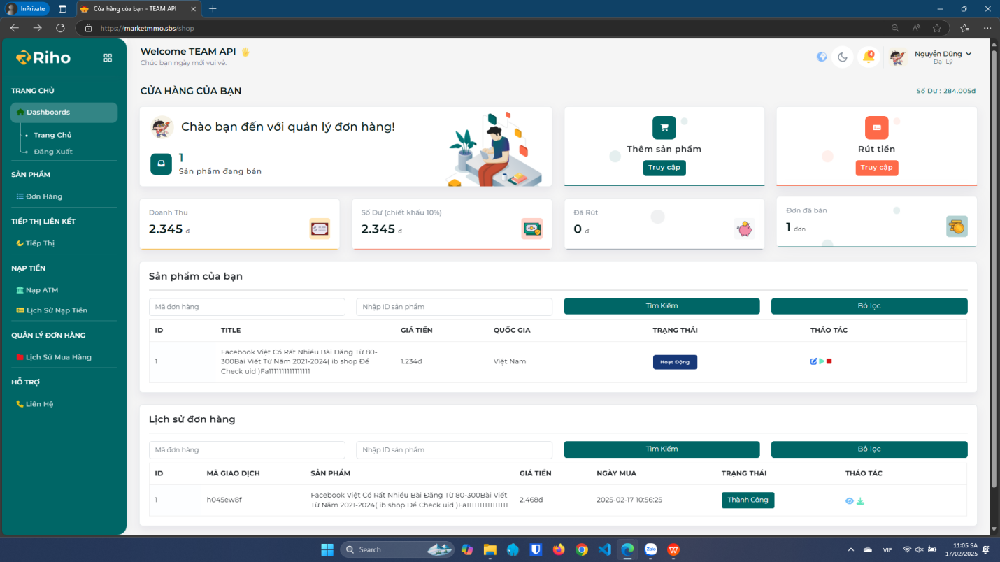 InPrivate
Cửa hàng của bạn - TEAM API
https://marketmmo.sbs/shop
Riho
Welcome TEAM API
Chúc bạn ngày mới vui vẻ.
4
Nguyễn Dũng
Đại Lý
TRANG CHỦ
Dashboards
Trang Chủ
Đăng Xuất
SẢN PHẨM
Đơn Hàng
TIẾP THỊ LIÊN KẾT
Tiếp Thị
NẠP TIỀN
Nạp ATM
Lịch Sử Nạp Tiền
QUẢN LÝ ĐƠN HÀNG
Lịch Sử Mua Hàng
HỖ TRỢ
Liên Hệ
CỬA HÀNG CỦA BẠN
Số Dư : 284.005đ
Chào bạn đến với quản lý đơn hàng!
1
Sản phẩm đang bán
Thêm sản phẩm
Truy cập
Rút tiền
Truy cập
Doanh Thu
2.345 đ
Số Dư (chiết khấu 10%)
2.345 đ
Đã Rút
0 đ
Đơn đã bán
1 đơn
Sản phẩm của bạn
Mã đơn hàng
Nhập ID sản phẩm
Tìm Kiếm
Bỏ lọc
ID TITLE GIÁ TIỀN QUỐC GIA TRẠNG THÁI THÁO TÁC
1 Facebook Việt Có Rất Nhiều Bài Đăng Từ 80-
300Bài Viết Từ Năm 2021-2024( ib shop Để
Check uid )Fa111111111111111
1.234đ Việt Nam Hoạt Động
Lịch sử đơn hàng
Mã đơn hàng
Nhập ID sản phẩm
Tìm Kiếm
Bỏ lọc
ID MÃ GIAO DỊCH SẢN PHẨM GIÁ TIỀN NGÀY MUA TRẠNG THÁI THÁO TÁC
1 h045ew8f Facebook Việt Có Rất Nhiều Bài Đăng Từ 80-300Bài Viết
Từ Năm 2021-2024( ib shop Để Check uid )Fa111111111111111
2.468đ 2025-02-17 10:56:25 Thành Công
Search
Zalo
VIE
11:05 SA
17/02/2025